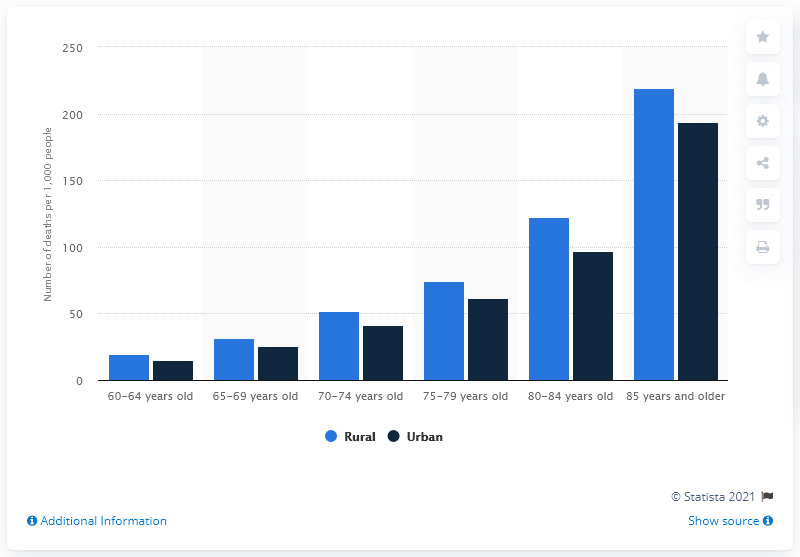 250
200
150
100
50
0
Number of deaths per 1,000 people
60-64 years old 65-69 years old 70-74 years old 75-79 years old 80-84 years old 85 years and older
Rural Urban
© Statista 2021
Additional Information Show source